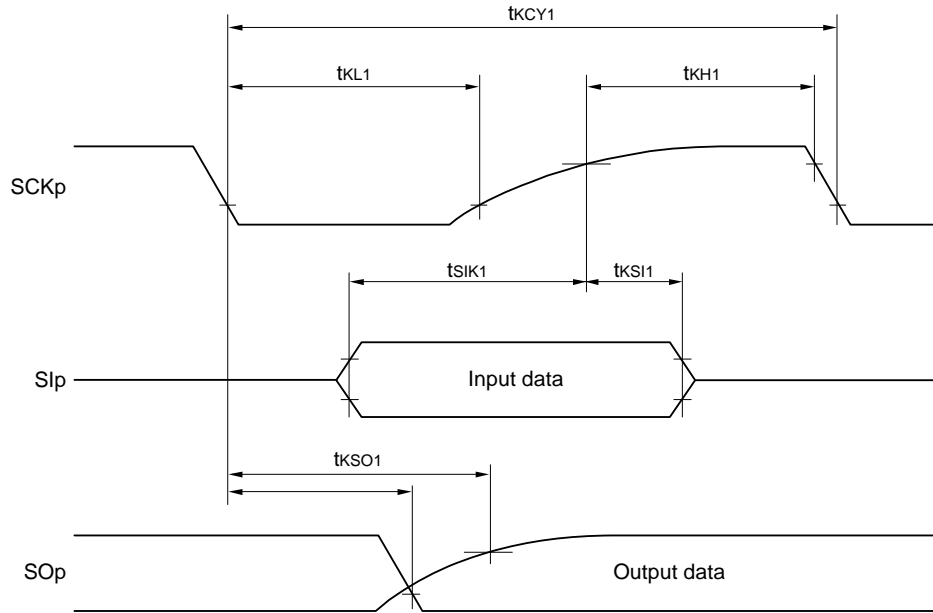 tKCY1
tKL1
tKH1
SCKp
tSIK1
tKSI1
SIp
Input data
tKSO1
SOp
Output data